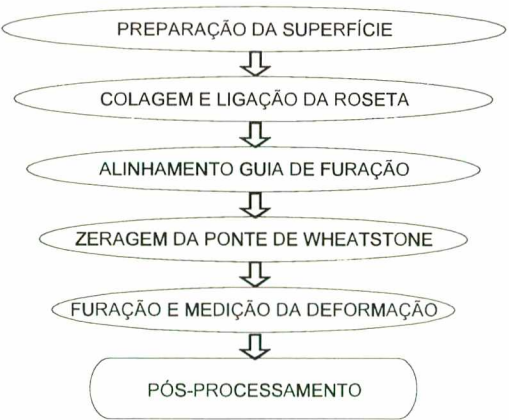 PREPARAÇÃO DA SUPERFÍCIE
COLAGEM E LIGAÇÃO DA ROSETA
ALINHAMENTO GUIA DE FURAÇÃO
ZERAGEM DA PONTE DE WHEATSTONE
FURAÇÃO E MEDIÇÃO DA DEFORMAÇÃO
PÓS-PROCESSAMENTO